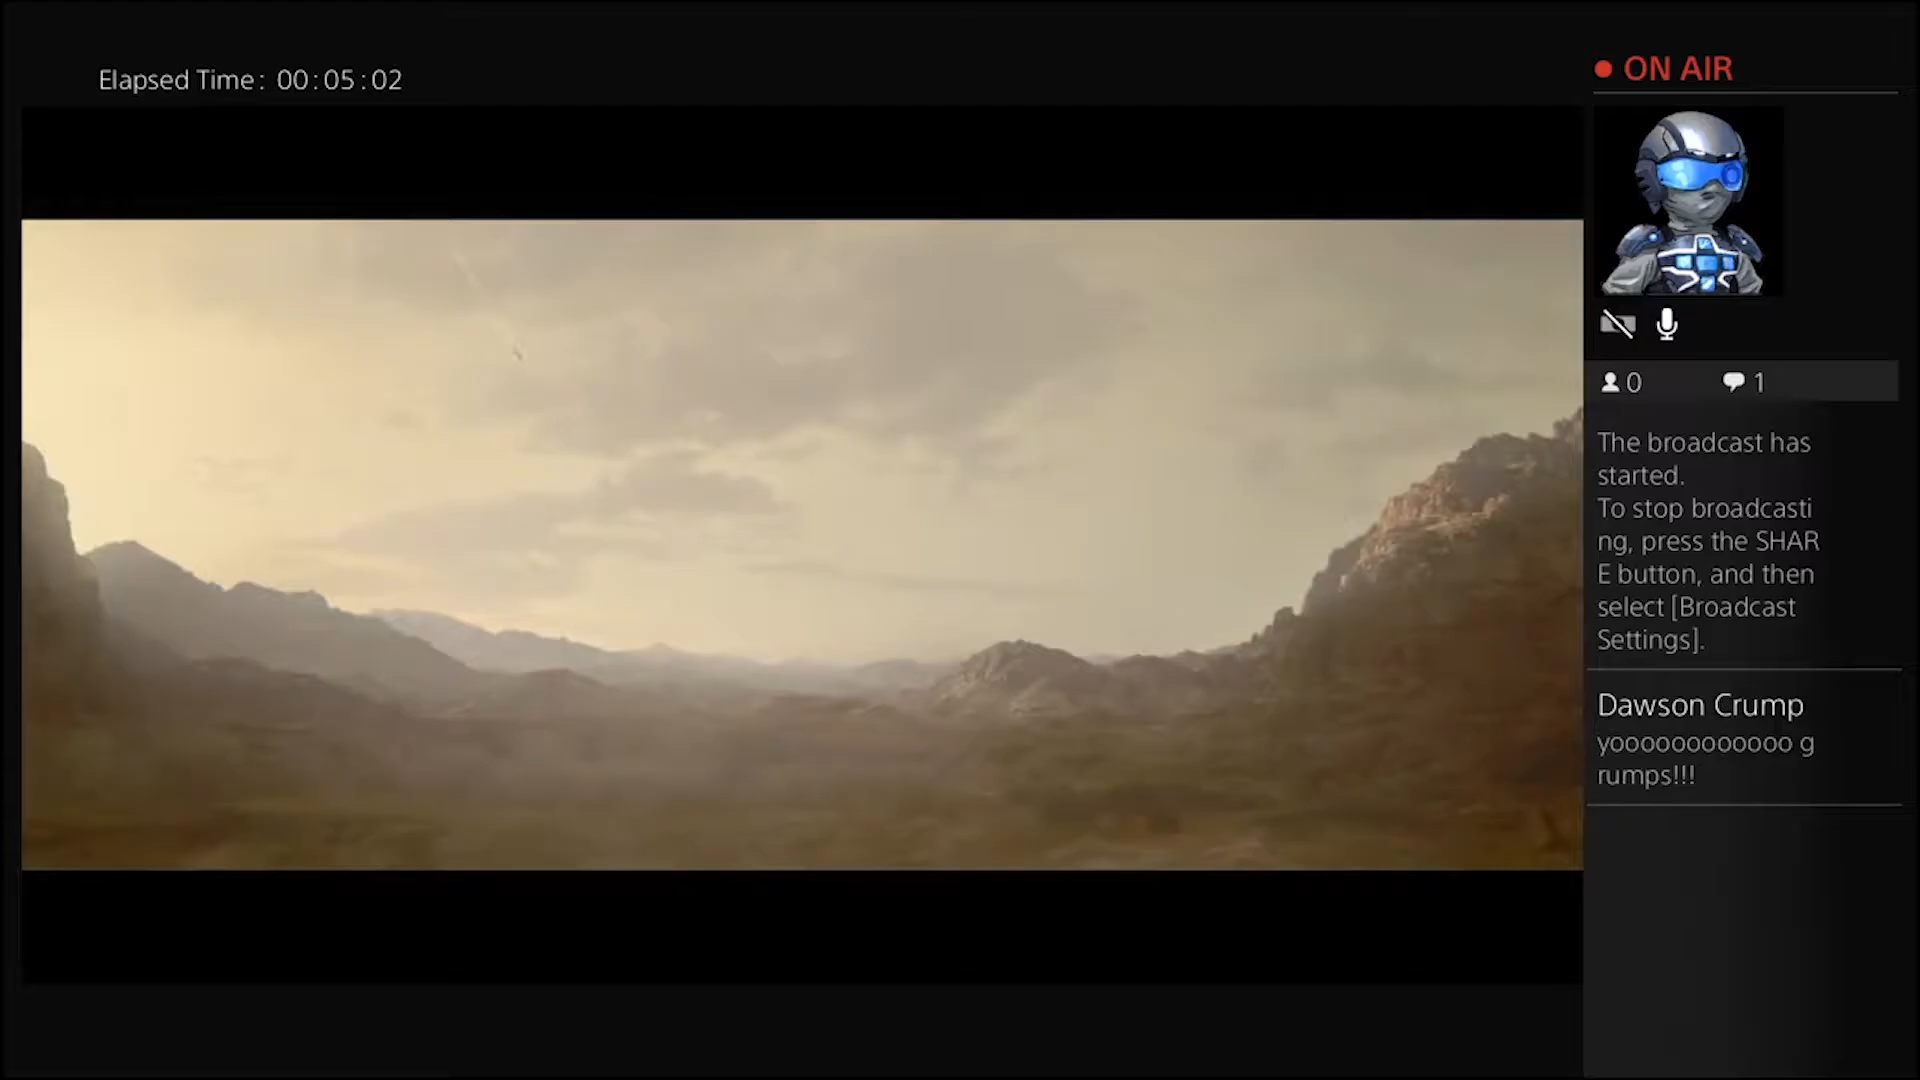 Elapsed Time: 00:05:02
ON AIR
0 1
The broadcast has
started.
To stop broadcasti
ng, press the SHAR
E button, and then
select [Broadcast
Settings].
Dawson Crump
yoooooooooooo g
rumps!!!